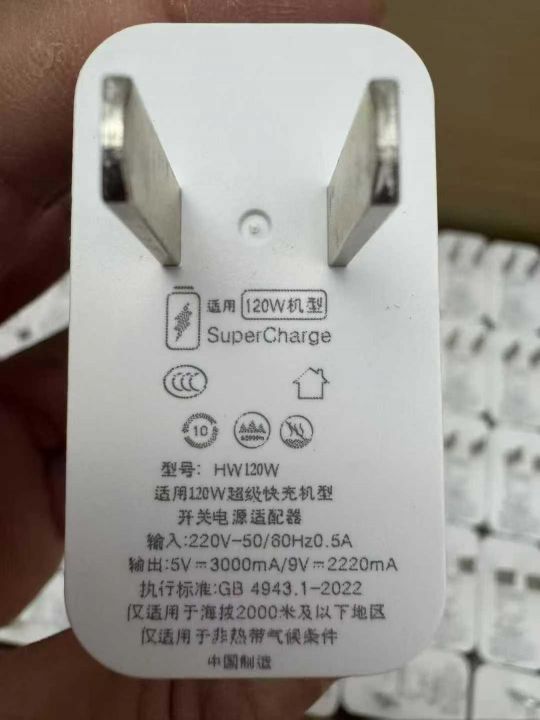 适用 120W机型
SuperCharge
10
型号: HW120W
适用120W超级快充机型
开关电源适配器
输入:220V-50/60Hz0.5A
输出:5V⎓3000mA/9V⎓2220mA
执行标准:GB 4943.1-2022
仅适用于海拔2000米及以下地区
仅适用于非热带气候条件
中国制造